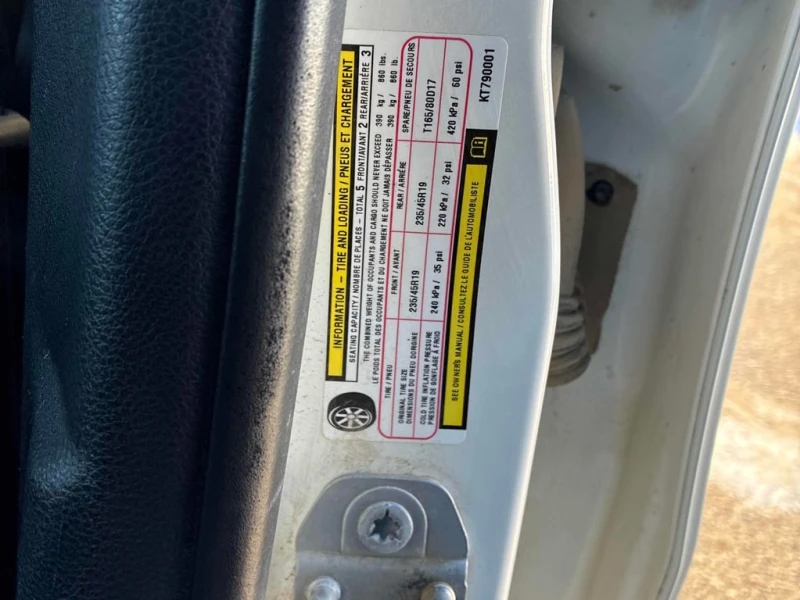 INFORMATION – TIRE AND LOADING / PNEUS ET CHARGEMENT
SEATING CAPACITY / NOMBRE DE PLACES – TOTAL 5 FRONT/AVANT 2 REAR/ARRIÈRE 3
THE COMBINED WEIGHT OF OCCUPANTS AND CARGO SHOULD NEVER EXCEED 390 kg / 860 lbs.
LE POIDS TOTAL DES OCCUPANTS ET DU CHARGEMENT NE DOIT JAMAIS DÉPASSER 390 kg / 860 lb.
TIRE / PNEU FRONT / AVANT REAR / ARRIÈRE SPARE/PNEU DE SECOURS
ORIGINAL TIRE SIZE
DIMENSIONS DU PNEU DORIGINE
235/45R19 235/45R19 T165/80D17
COLD TIRE INFLATION PRESSURE
PRESSION DE GONFLAGE À FROID
240 kPa / 35 psi 220 kPa / 32 psi 420 kPa / 60 psi
SEE OWNERS MANUAL / CONSULTEZ LE GUIDE DE L'AUTOMOBILISTE
KT790001